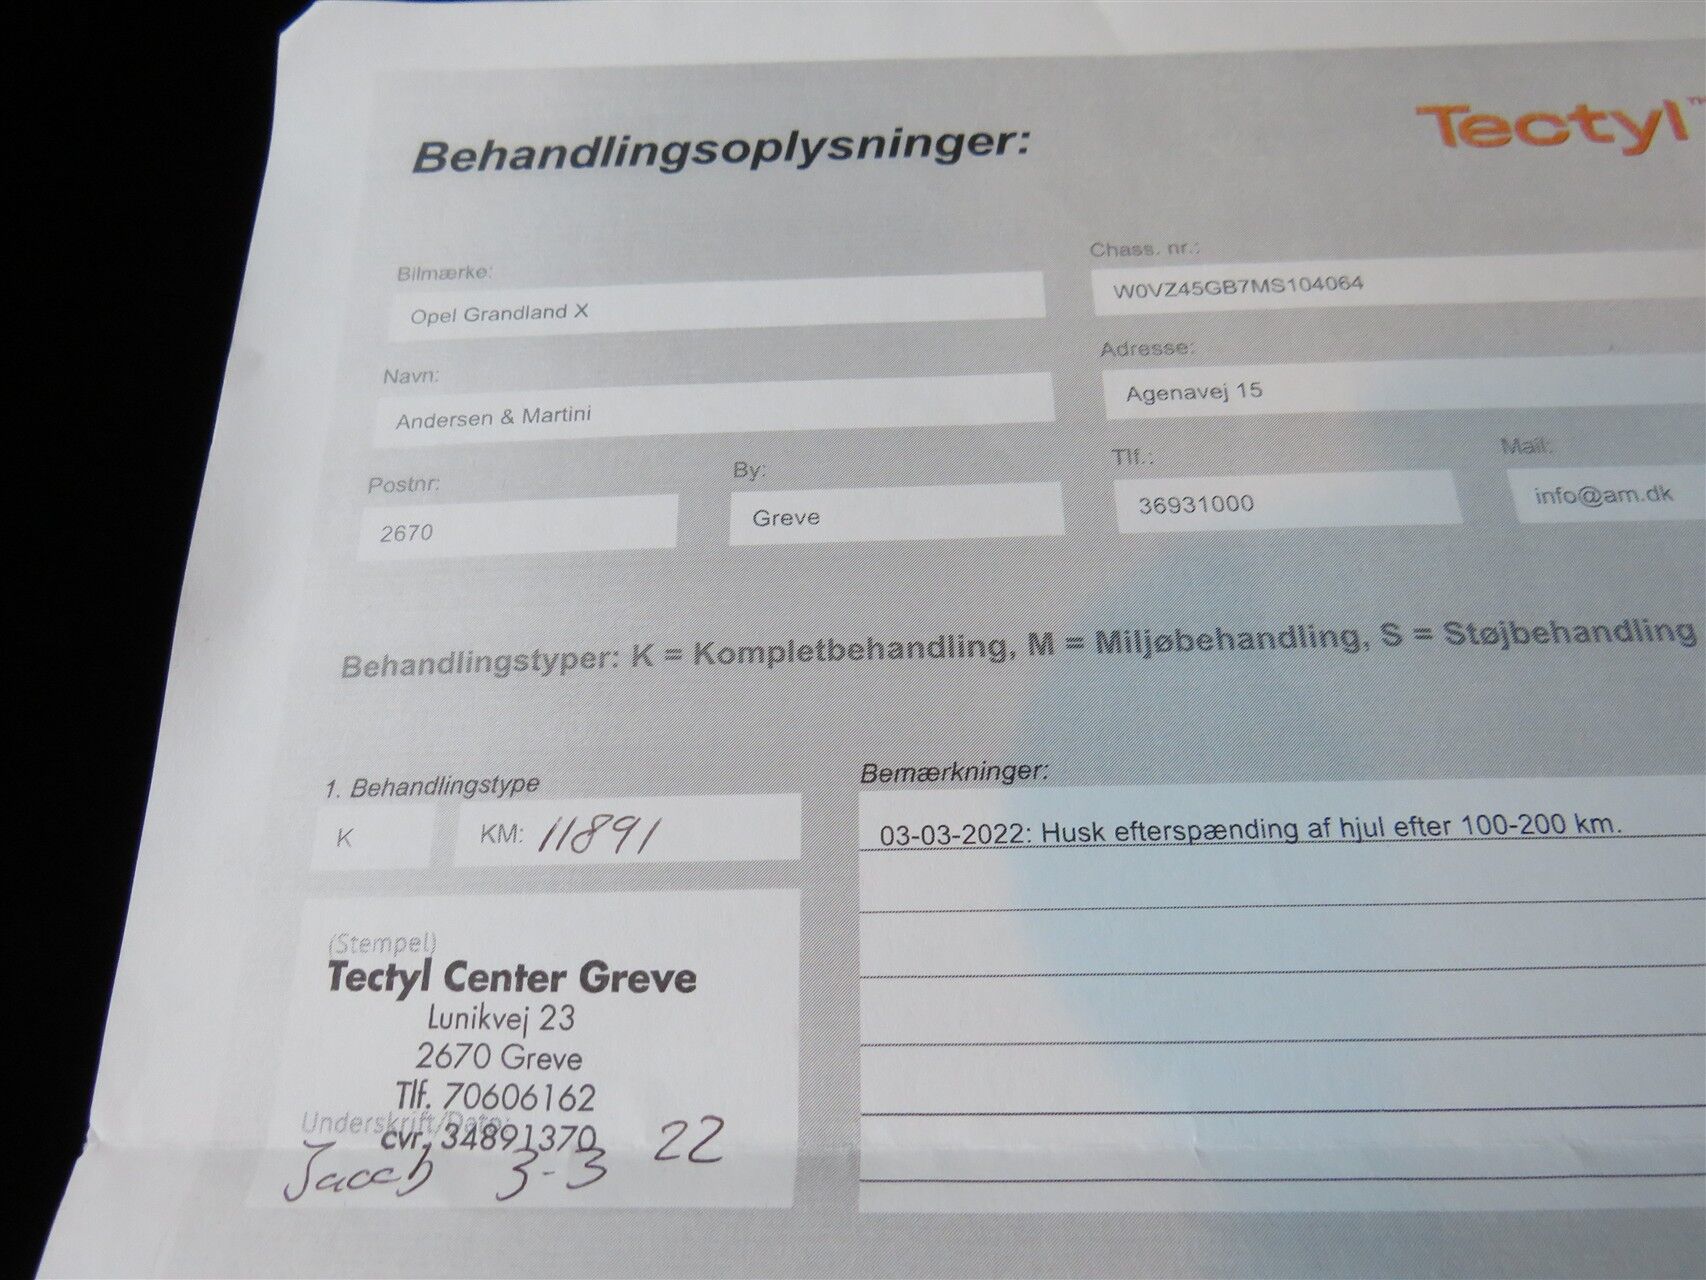 Tectyl™
Behandlingsoplysninger:
Bilmærke:
Opel Grandland X
Chass. nr.:
W0VZ45GB7MS104064
Navn:
Andersen & Martini
Adresse:
Agenavej 15
Postnr:
2670
By:
Greve
Tlf.:
36931000
Mail:
info@am.dk
Behandlingstyper: K = Kompletbehandling, M = Miljøbehandling, S = Støjbehandling
1. Behandlingstype
K
KM: 11891
Bemærkninger:
03-03-2022: Husk efterspænding af hjul efter 100-200 km.
(Stempel)
Tectyl Center Greve
Lunikvej 23
2670 Greve
Tlf. 70606162
Underskrift/Dato:
cvr. 34891370
Jacob 3-3 22